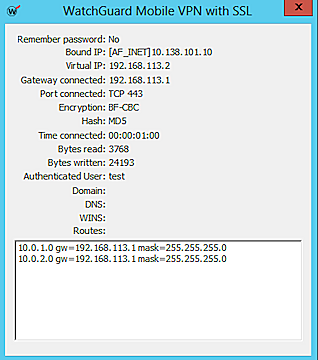 WatchGuard Mobile VPN with SSL
Remember password: No
Bound IP: [AF_INET]10.138.101.10
Virtual IP: 192.168.113.2
Gateway connected: 192.168.113.1
Port connected: TCP 443
Encryption: BF-CBC
Hash: MD5
Time connected: 00:00:01:00
Bytes read: 3768
Bytes written: 24193
Authenticated User: test
Domain:
DNS:
WINS:
Routes:
10.0.1.0 gw=192.168.113.1 mask=255.255.255.0
10.0.2.0 gw=192.168.113.1 mask=255.255.255.0